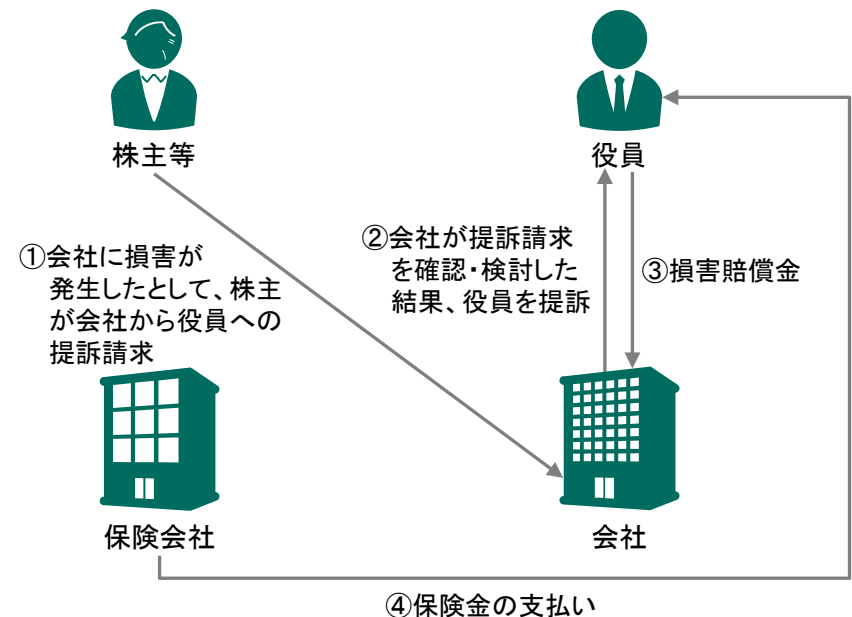 株主等
役員
①会社に損害が
発生したとして、株主
が会社から役員への
提訴請求
②会社が提訴請求
を確認・検討した
結果、役員を提訴
③損害賠償金
保険会社
会社
④保険金の支払い